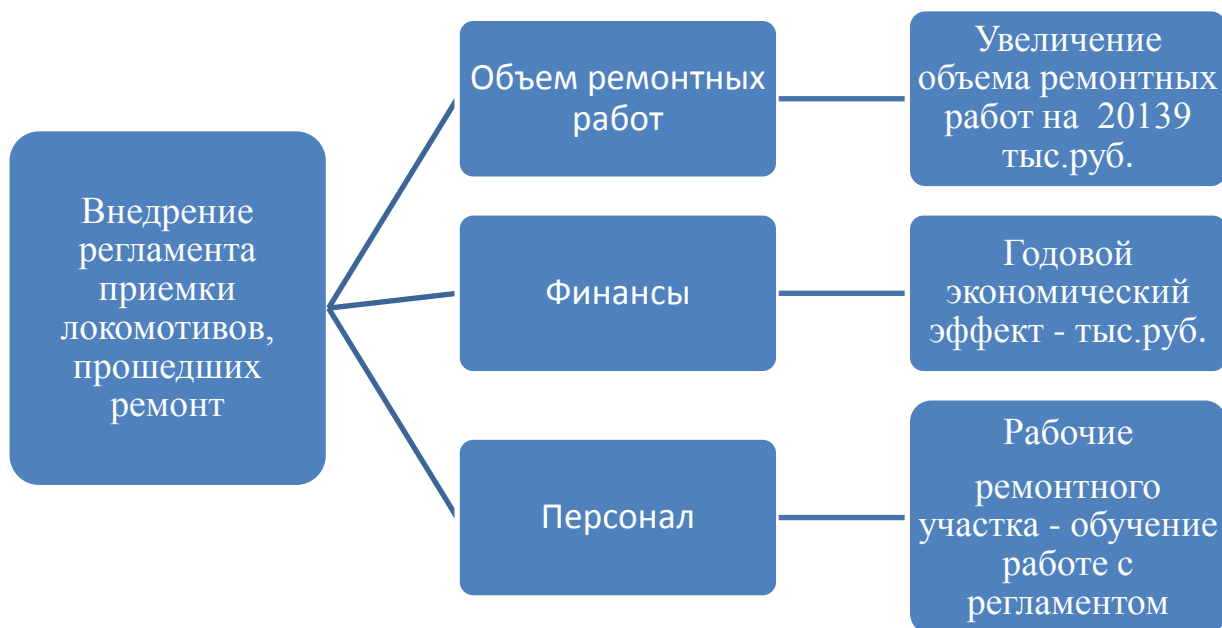 Внедрение
регламента
приемки
локомотивов,
прошедших
ремонт
Объем ремонтных
работ
Увеличение
объема ремонтных
работ на 20139
тыс.руб.
Финансы
Годовой
экономический
эффект - тыс.руб.
Персонал
Рабочие
ремонтного
участка - обучение
работе с
регламентом